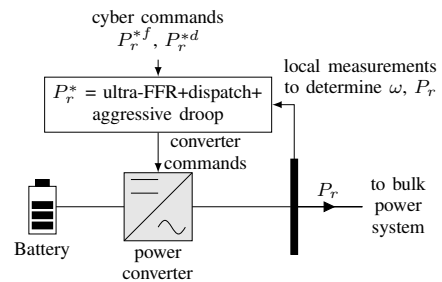 cyber commands
P_r^{*f}, P_r^{*d}
P_r^* = ultra-FFR+dispatch+
aggressive droop
local measurements
to determine ω, P_r
converter
commands
P_r
to bulk
power
system
Battery
power
converter